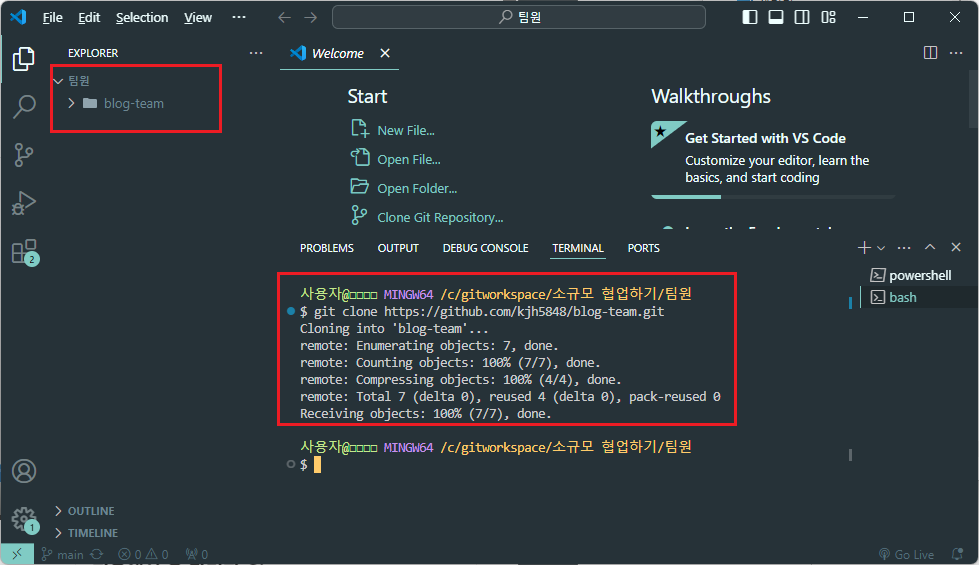 File Edit Selection View ··· 팀원
EXPLORER ···
팀원
blog-team
Welcome
Start
New File...
Open File...
Open Folder...
Clone Git Repository...
Walkthroughs
Get Started with VS Code
Customize your editor, learn the
basics, and start coding
PROBLEMS OUTPUT DEBUG CONSOLE TERMINAL PORTS
powershell
bash
사용자@□□□□ MINGW64 /c/gitworkspace/소규모 협업하기/팀원
$ git clone https://github.com/kjh5848/blog-team.git
Cloning into 'blog-team'...
remote: Enumerating objects: 7, done.
remote: Counting objects: 100% (7/7), done.
remote: Compressing objects: 100% (4/4), done.
remote: Total 7 (delta 0), reused 4 (delta 0), pack-reused 0
Receiving objects: 100% (7/7), done.
사용자@□□□□ MINGW64 /c/gitworkspace/소규모 협업하기/팀원
$
2
1
OUTLINE
TIMELINE
main 0 0 0 Go Live